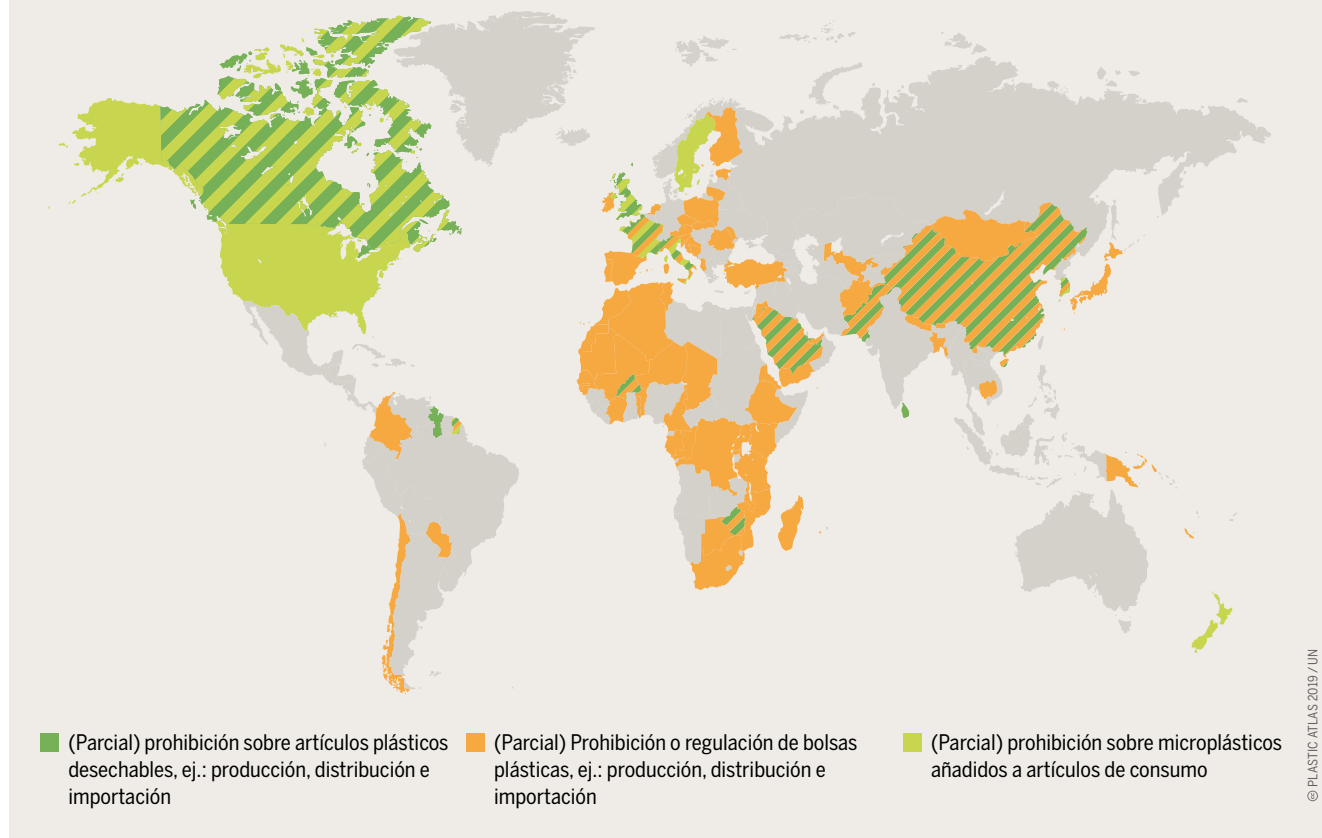 (Parcial) prohibición sobre artículos plásticos
desechables, ej.: producción, distribución e
importación
(Parcial) Prohibición o regulación de bolsas
plásticas, ej.: producción, distribución e
importación
(Parcial) prohibición sobre microplásticos
añadidos a artículos de consumo
© PLASTIC ATLAS 2019 / UN